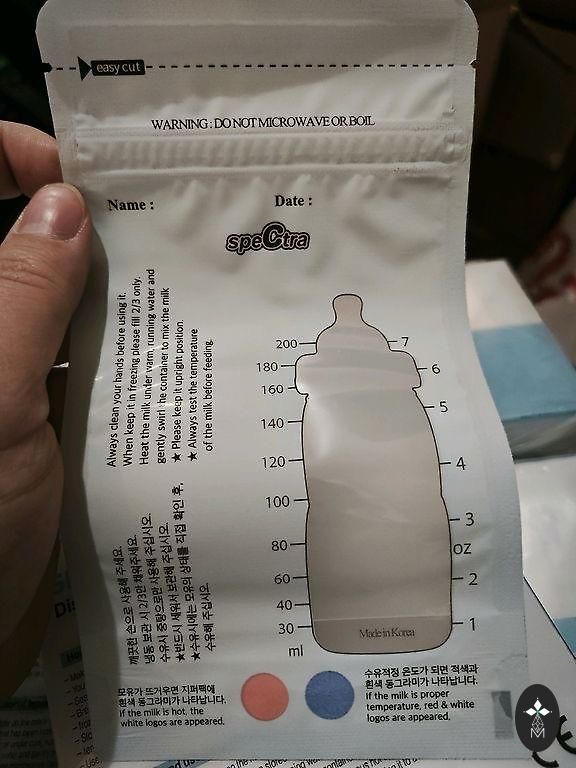 easy cut
WARNING : DO NOT MICROWAVE OR BOIL
Name :
Date :
speCtra
Always clean your hands before using it.
When keep it in freezing please fill 2/3 only.
Heat the milk under warm, running water and
gently swirl the container to mix the milk
★ Please keep it upright position.
★ Always test the temperature
of the milk before feeding.
깨끗한 손으로 사용해 주세요.
냉동 보관 시 2/3만 채워주세요.
수유시 중탕으로만 사용해 주십시오.
★반드시 세워서 보관해 주십시오.
★수유시에는 모유의 상태를 직접 확인 후,
수유해 주십시오.
200
180
160
140
120
100
80
60
40
30
ml
7
6
5
4
3
oz
2
1
Made in Korea
모유가 뜨거우면 지퍼팩에
흰색 동그라미가 나타납니다.
If the milk is hot, the
white logos are appeared.
수유적정 온도가 되면 적색과
흰색 동그라미가 나타납니다.
If the milk is proper
temperature, red & white
logos are appeared.
M
CE